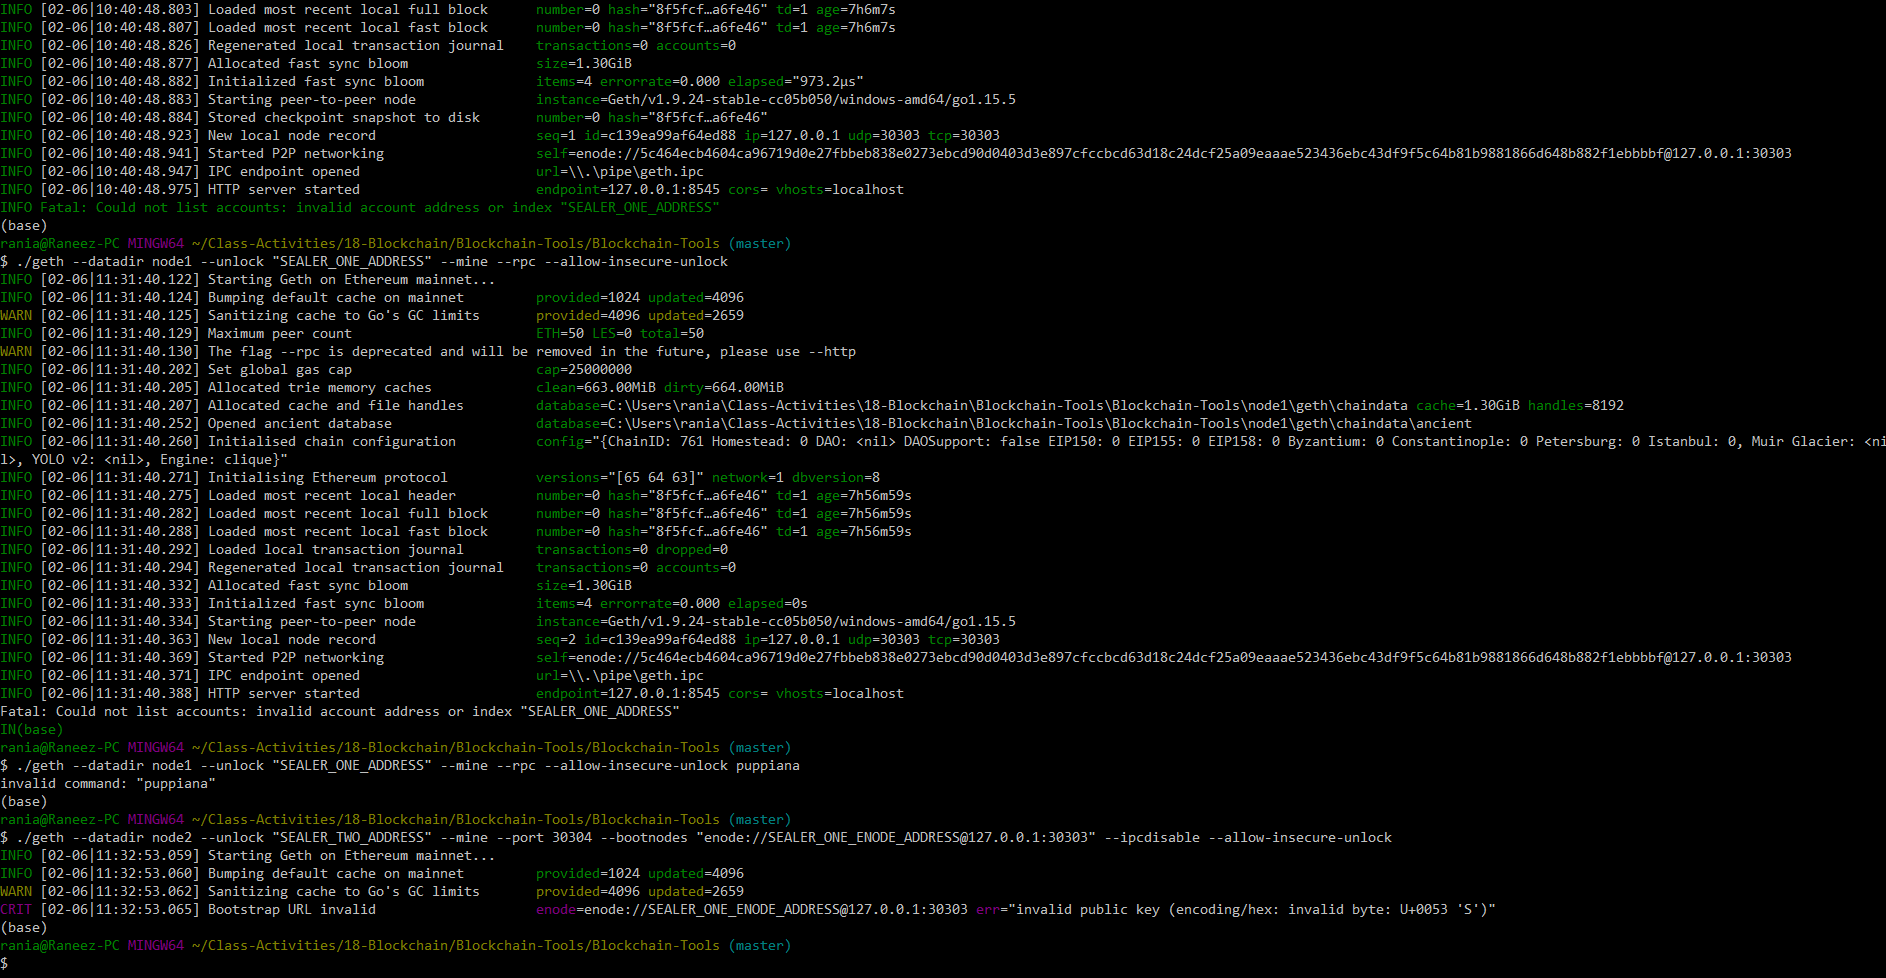 INFO [02-06|10:40:48.803] Loaded most recent local full block      number=0 hash="8f5fcf…a6fe46" td=1 age=7h6m7s
INFO [02-06|10:40:48.807] Loaded most recent local fast block      number=0 hash="8f5fcf…a6fe46" td=1 age=7h6m7s
INFO [02-06|10:40:48.826] Regenerated local transaction journal    transactions=0 accounts=0
INFO [02-06|10:40:48.877] Allocated fast sync bloom                size=1.30GiB
INFO [02-06|10:40:48.882] Initialized fast sync bloom              items=4 errorrate=0.000 elapsed="973.2µs"
INFO [02-06|10:40:48.883] Starting peer-to-peer node               instance=Geth/v1.9.24-stable-cc05b050/windows-amd64/go1.15.5
INFO [02-06|10:40:48.884] Stored checkpoint snapshot to disk       number=0 hash="8f5fcf…a6fe46"
INFO [02-06|10:40:48.923] New local node record                    seq=1 id=c139ea99af64ed88 ip=127.0.0.1 udp=30303 tcp=30303
INFO [02-06|10:40:48.941] Started P2P networking                   self=enode://5c464ecb4604ca96719d0e27fbbeb838e0273ebcd90d0403d3e897cfccbcd63d18c24dcf25a09eaaae523436ebc43df9f5c64b81b9881866d648b882f1ebbbbf@127.0.0.1:30303
INFO [02-06|10:40:48.947] IPC endpoint opened                      url=\\.\pipe\geth.ipc
INFO [02-06|10:40:48.975] HTTP server started                      endpoint=127.0.0.1:8545 cors= vhosts=localhost
INFO Fatal: Could not list accounts: invalid account address or index "SEALER_ONE_ADDRESS"
(base)
rania@Raneez-PC MINGW64 ~/Class-Activities/18-Blockchain/Blockchain-Tools/Blockchain-Tools (master)
$ ./geth --datadir node1 --unlock "SEALER_ONE_ADDRESS" --mine --rpc --allow-insecure-unlock
INFO [02-06|11:31:40.122] Starting Geth on Ethereum mainnet...
INFO [02-06|11:31:40.124] Bumping default cache on mainnet         provided=1024 updated=4096
WARN [02-06|11:31:40.125] Sanitizing cache to Go's GC limits       provided=4096 updated=2659
INFO [02-06|11:31:40.129] Maximum peer count                       ETH=50 LES=0 total=50
WARN [02-06|11:31:40.130] The flag --rpc is deprecated and will be removed in the future, please use --http
INFO [02-06|11:31:40.202] Set global gas cap                       cap=25000000
INFO [02-06|11:31:40.205] Allocated trie memory caches             clean=663.00MiB dirty=664.00MiB
INFO [02-06|11:31:40.207] Allocated cache and file handles         database=C:\Users\rania\Class-Activities\18-Blockchain\Blockchain-Tools\Blockchain-Tools\node1\geth\chaindata cache=1.30GiB handles=8192
INFO [02-06|11:31:40.252] Opened ancient database                  database=C:\Users\rania\Class-Activities\18-Blockchain\Blockchain-Tools\Blockchain-Tools\node1\geth\chaindata\ancient
INFO [02-06|11:31:40.260] Initialised chain configuration          config="{ChainID: 761 Homestead: 0 DAO: <nil> DAOSupport: false EIP150: 0 EIP155: 0 EIP158: 0 Byzantium: 0 Constantinople: 0 Petersburg: 0 Istanbul: 0, Muir Glacier: <ni
l>, YOLO v2: <nil>, Engine: clique}"
INFO [02-06|11:31:40.271] Initialising Ethereum protocol           versions="[65 64 63]" network=1 dbversion=8
INFO [02-06|11:31:40.275] Loaded most recent local header          number=0 hash="8f5fcf…a6fe46" td=1 age=7h56m59s
INFO [02-06|11:31:40.282] Loaded most recent local full block      number=0 hash="8f5fcf…a6fe46" td=1 age=7h56m59s
INFO [02-06|11:31:40.288] Loaded most recent local fast block      number=0 hash="8f5fcf…a6fe46" td=1 age=7h56m59s
INFO [02-06|11:31:40.292] Loaded local transaction journal         transactions=0 dropped=0
INFO [02-06|11:31:40.294] Regenerated local transaction journal    transactions=0 accounts=0
INFO [02-06|11:31:40.332] Allocated fast sync bloom                size=1.30GiB
INFO [02-06|11:31:40.333] Initialized fast sync bloom              items=4 errorrate=0.000 elapsed=0s
INFO [02-06|11:31:40.334] Starting peer-to-peer node               instance=Geth/v1.9.24-stable-cc05b050/windows-amd64/go1.15.5
INFO [02-06|11:31:40.363] New local node record                    seq=2 id=c139ea99af64ed88 ip=127.0.0.1 udp=30303 tcp=30303
INFO [02-06|11:31:40.369] Started P2P networking                   self=enode://5c464ecb4604ca96719d0e27fbbeb838e0273ebcd90d0403d3e897cfccbcd63d18c24dcf25a09eaaae523436ebc43df9f5c64b81b9881866d648b882f1ebbbbf@127.0.0.1:30303
INFO [02-06|11:31:40.371] IPC endpoint opened                      url=\\.\pipe\geth.ipc
INFO [02-06|11:31:40.388] HTTP server started                      endpoint=127.0.0.1:8545 cors= vhosts=localhost
Fatal: Could not list accounts: invalid account address or index "SEALER_ONE_ADDRESS"
IN(base)
rania@Raneez-PC MINGW64 ~/Class-Activities/18-Blockchain/Blockchain-Tools/Blockchain-Tools (master)
$ ./geth --datadir node1 --unlock "SEALER_ONE_ADDRESS" --mine --rpc --allow-insecure-unlock puppiana
invalid command: "puppiana"
(base)
rania@Raneez-PC MINGW64 ~/Class-Activities/18-Blockchain/Blockchain-Tools/Blockchain-Tools (master)
$ ./geth --datadir node2 --unlock "SEALER_TWO_ADDRESS" --mine --port 30304 --bootnodes "enode://SEALER_ONE_ENODE_ADDRESS@127.0.0.1:30303" --ipcdisable --allow-insecure-unlock
INFO [02-06|11:32:53.059] Starting Geth on Ethereum mainnet...
INFO [02-06|11:32:53.060] Bumping default cache on mainnet         provided=1024 updated=4096
WARN [02-06|11:32:53.062] Sanitizing cache to Go's GC limits       provided=4096 updated=2659
CRIT [02-06|11:32:53.065] Bootstrap URL invalid                    enode=enode://SEALER_ONE_ENODE_ADDRESS@127.0.0.1:30303 err="invalid public key (encoding/hex: invalid byte: U+0053 'S')"
(base)
rania@Raneez-PC MINGW64 ~/Class-Activities/18-Blockchain/Blockchain-Tools/Blockchain-Tools (master)
$